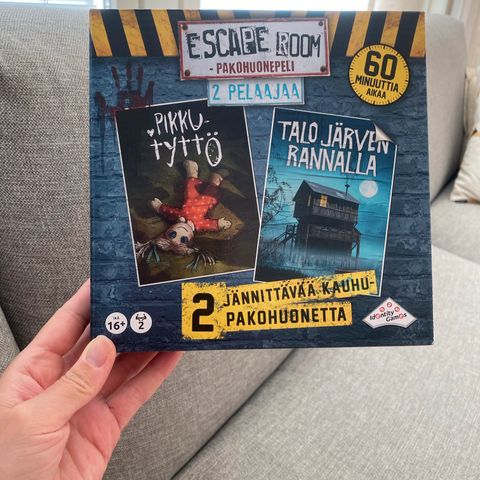 ESCAPE ROOM
- PAKOHUONEPELI -
2 PELAAJAA
60
MINUUTTIA
AIKAA
PIKKU-
TYTTÖ
TALO JÄRVEN
RANNALLA
2 JÄNNITTÄVÄÄ KAUHU-
PAKOHUONETTA
IKÄ
16+
2
Identity
Games